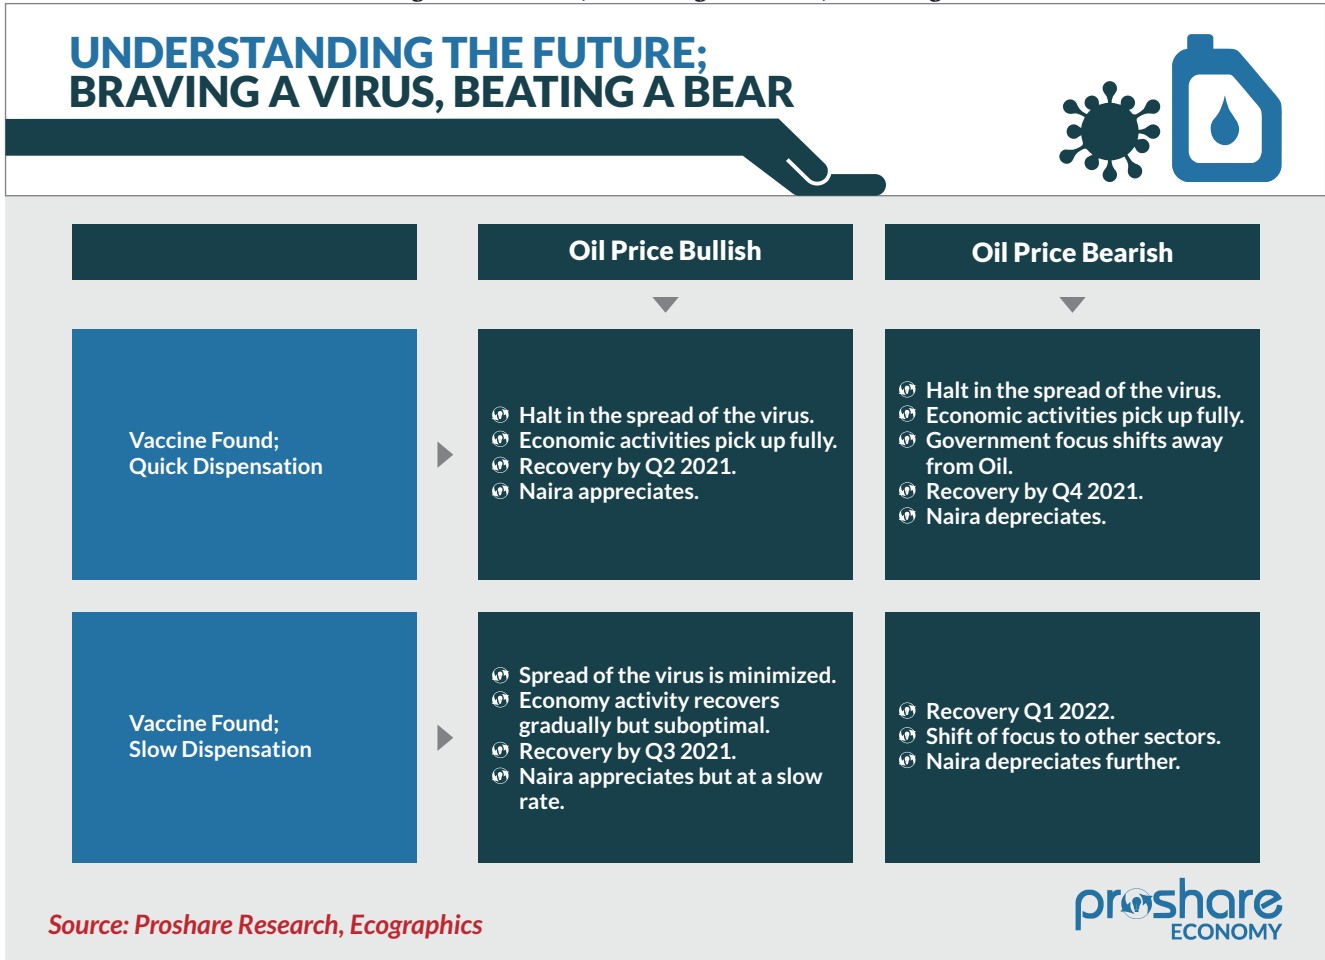 UNDERSTANDING THE FUTURE;
BRAVING A VIRUS, BEATING A BEAR
Oil Price Bullish
Oil Price Bearish
Vaccine Found;
Quick Dispensation
Halt in the spread of the virus.
Economic activities pick up fully.
Recovery by Q2 2021.
Naira appreciates.
Halt in the spread of the virus.
Economic activities pick up fully.
Government focus shifts away
from Oil.
Recovery by Q4 2021.
Naira depreciates.
Vaccine Found;
Slow Dispensation
Spread of the virus is minimized.
Economy activity recovers
gradually but suboptimal.
Recovery by Q3 2021.
Naira appreciates but at a slow
rate.
Recovery Q1 2022.
Shift of focus to other sectors.
Naira depreciates further.
Source: Proshare Research, Ecographics
proshare
ECONOMY